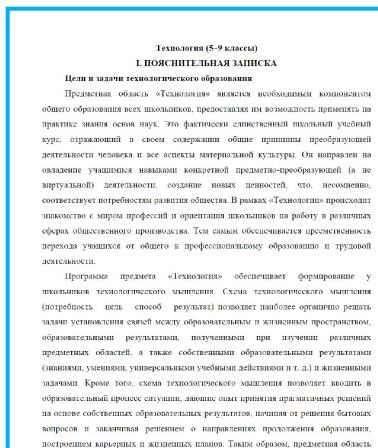 Технология (5–9 классы)
I. ПОЯСНИТЕЛЬНАЯ ЗАПИСКА
Цели и задачи технологического образования
Предметная область «Технология» является необходимым компонентом
общего образования всех школьников, предоставляя им возможность применять на
практике знания основ наук. Это фактически единственный школьный учебный
курс, отражающий в своем содержании общие принципы преобразующей
деятельности человека и все аспекты материальной культуры. Он направлен на
овладение учащимися навыками конкретной предметно-преобразующей (а не
виртуальной) деятельности, создание новых ценностей, что, несомненно,
соответствует потребностям развития общества. В рамках «Технологии» происходит
знакомство с миром профессий и ориентация школьников на работу в различных
сферах общественного производства. Тем самым обеспечивается преемственность
перехода учащихся от общего к профессиональному образованию и трудовой
деятельности.
Программа предмета «Технология» обеспечивает формирование у
школьников технологического мышления. Схема технологического мышления
(потребность цель способ результат) позволяет наиболее органично решать
задачи установления связей между образовательным и жизненным пространством,
образовательными результатами, полученными при изучении различных
предметных областей, а также собственными образовательными результатами
(знаниями, умениями, универсальными учебными действиями и т. д.) и жизненными
задачами. Кроме того, схема технологического мышления позволяет вводить в
образовательный процесс ситуации, дающие опыт принятия прагматичных решений
на основе собственных образовательных результатов, начиная от решения бытовых
вопросов и заканчивая решением о направлениях продолжения образования,
построением карьерных и жизненных планов. Таким образом, предметная область